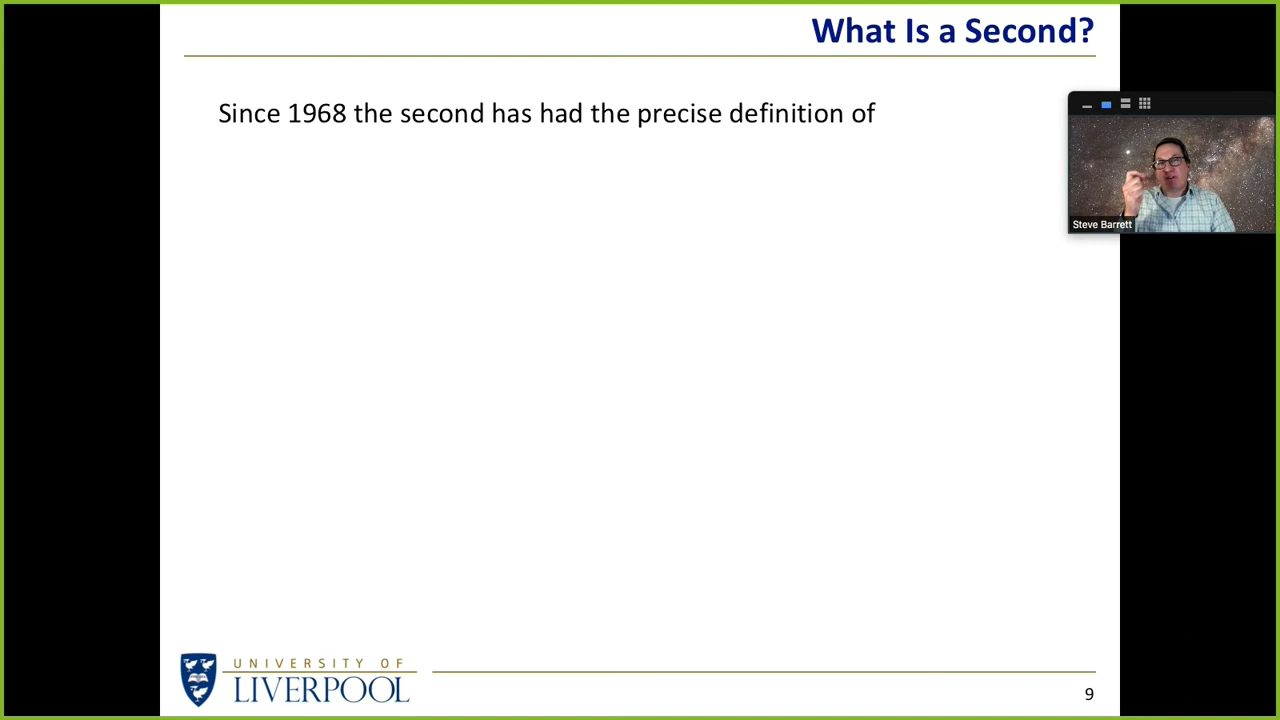 What Is a Second?
Since 1968 the second has had the precise definition of
Steve Barrett
UNIVERSITY OF
LIVERPOOL
9